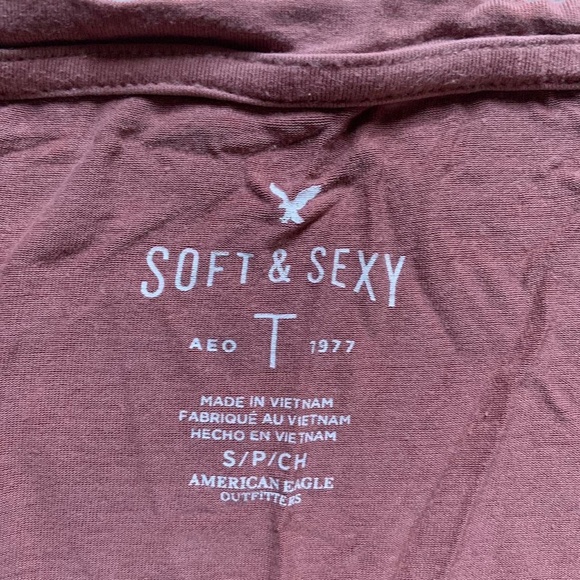 SOFT & SEXY
AEO T 1977
MADE IN VIETNAM
FABRIQUÉ AU VIETNAM
HECHO EN VIETNAM
S/P/CH
AMERICAN EAGLE
OUTFITTERS